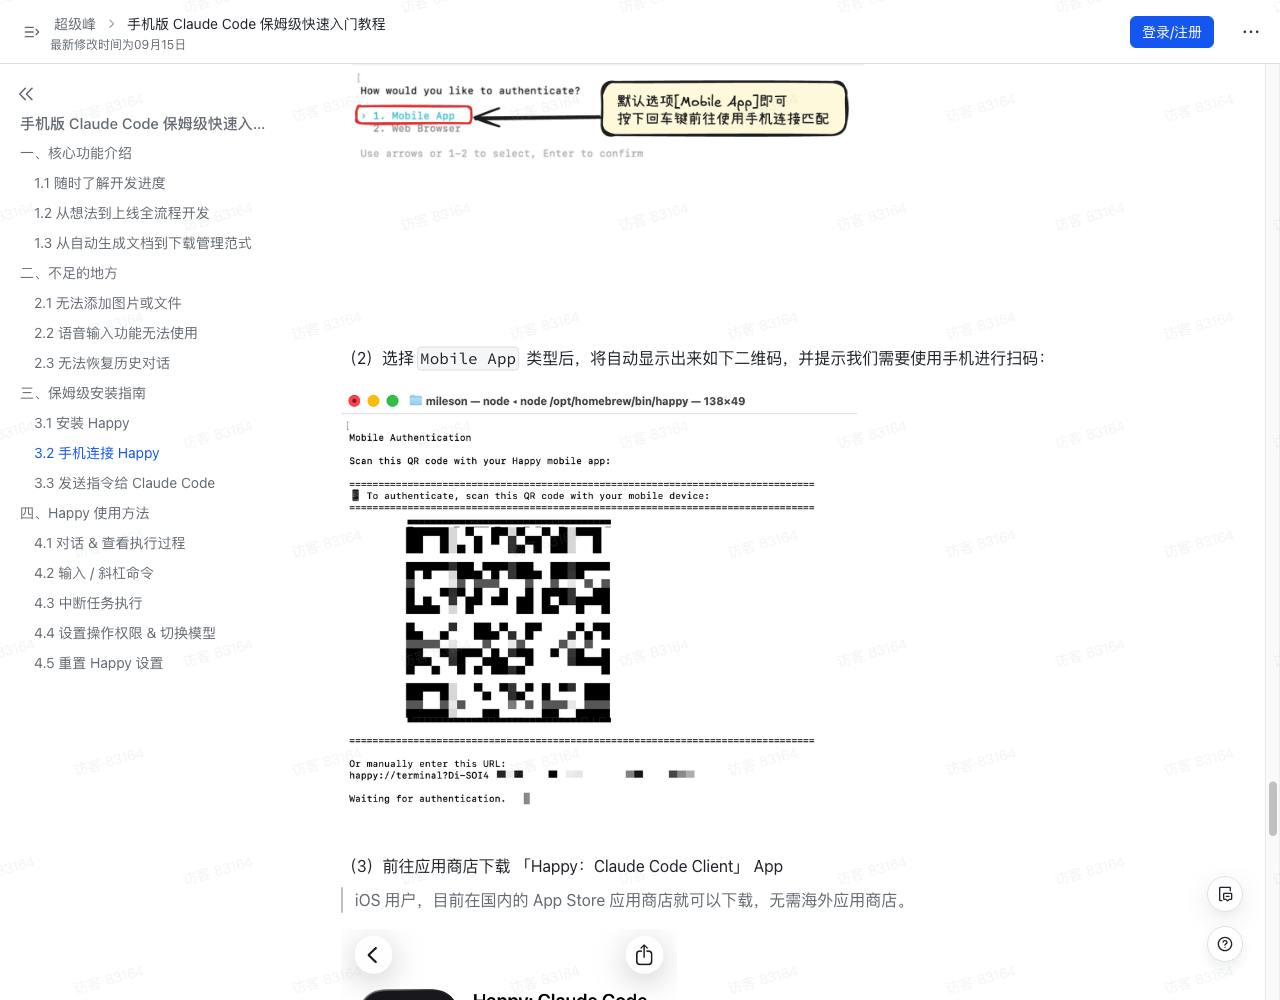 超级峰 > 手机版 Claude Code 保姆级快速入门教程
最新修改时间为09月15日
登录/注册
手机版 Claude Code 保姆级快速入...
一、核心功能介绍
1.1 随时了解开发进度
1.2 从想法到上线全流程开发
1.3 从自动生成文档到下载管理范式
二、不足的地方
2.1 无法添加图片或文件
2.2 语音输入功能无法使用
2.3 无法恢复历史对话
三、保姆级安装指南
3.1 安装 Happy
3.2 手机连接 Happy
3.3 发送指令给 Claude Code
四、Happy 使用方法
4.1 对话 & 查看执行过程
4.2 输入 / 斜杠命令
4.3 中断任务执行
4.4 设置操作权限 & 切换模型
4.5 重置 Happy 设置
How would you like to authenticate?
› 1. Mobile App
2. Web Browser
Use arrows or 1-2 to select, Enter to confirm
默认选项[Mobile App]即可
按下回车键前往使用手机连接匹配
（2）选择 Mobile App 类型后，将自动显示出来如下二维码，并提示我们需要使用手机进行扫码：
mileson — node ◂ node /opt/homebrew/bin/happy — 138×49
Mobile Authentication
Scan this QR code with your Happy mobile app:
================================================================================
To authenticate, scan this QR code with your mobile device:
================================================================================
================================================================================
Or manually enter this URL:
happy://terminal?Di-SOI4
Waiting for authentication.
（3）前往应用商店下载 「Happy：Claude Code Client」 App
iOS 用户，目前在国内的 App Store 应用商店就可以下载，无需海外应用商店。
Happy: Claude Code
访客 83164